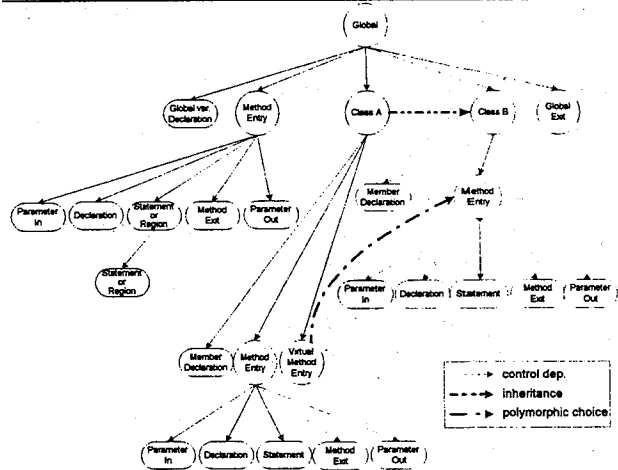 Global
Global var.
Declaration
Method
Entry
Class A
Class B
Global
Exit
Member
Declaration
Method
Entry
Parameter
In
Declaration
Statement
or
Region
Method
Exit
Parameter
Out
Statement
or
Region
Parameter
In
Declaration
Statement
Method
Exit
Parameter
Out
Member
Declaration
Method
Entry
Virtual
Method
Entry
control dep.
inheritance
polymorphic choice
Parameter
In
Declaration
Statement
Method
Exit
Parameter
Out